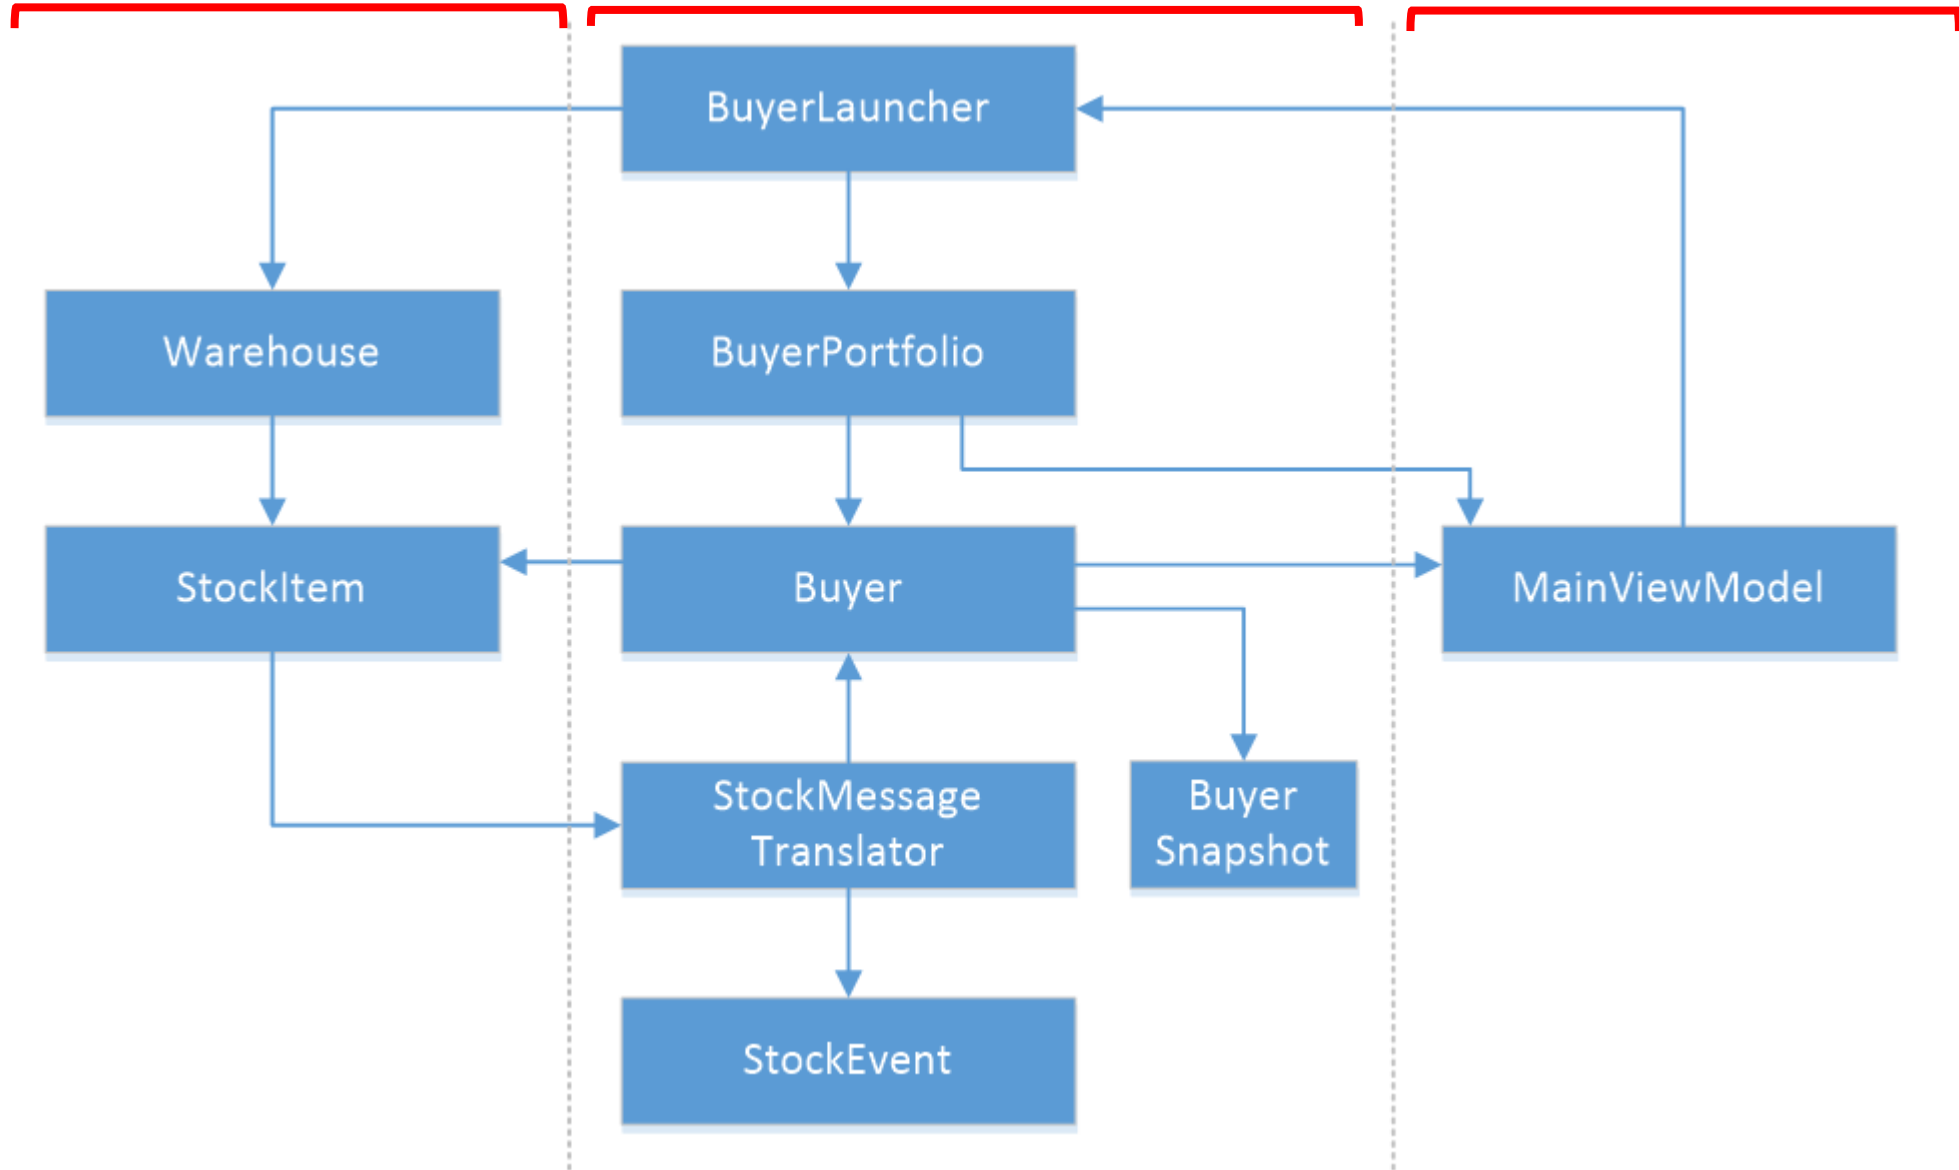 BuyerLauncher
Warehouse
BuyerPortfolio
StockItem
Buyer
MainViewModel
StockMessage
Translator
Buyer
Snapshot
StockEvent